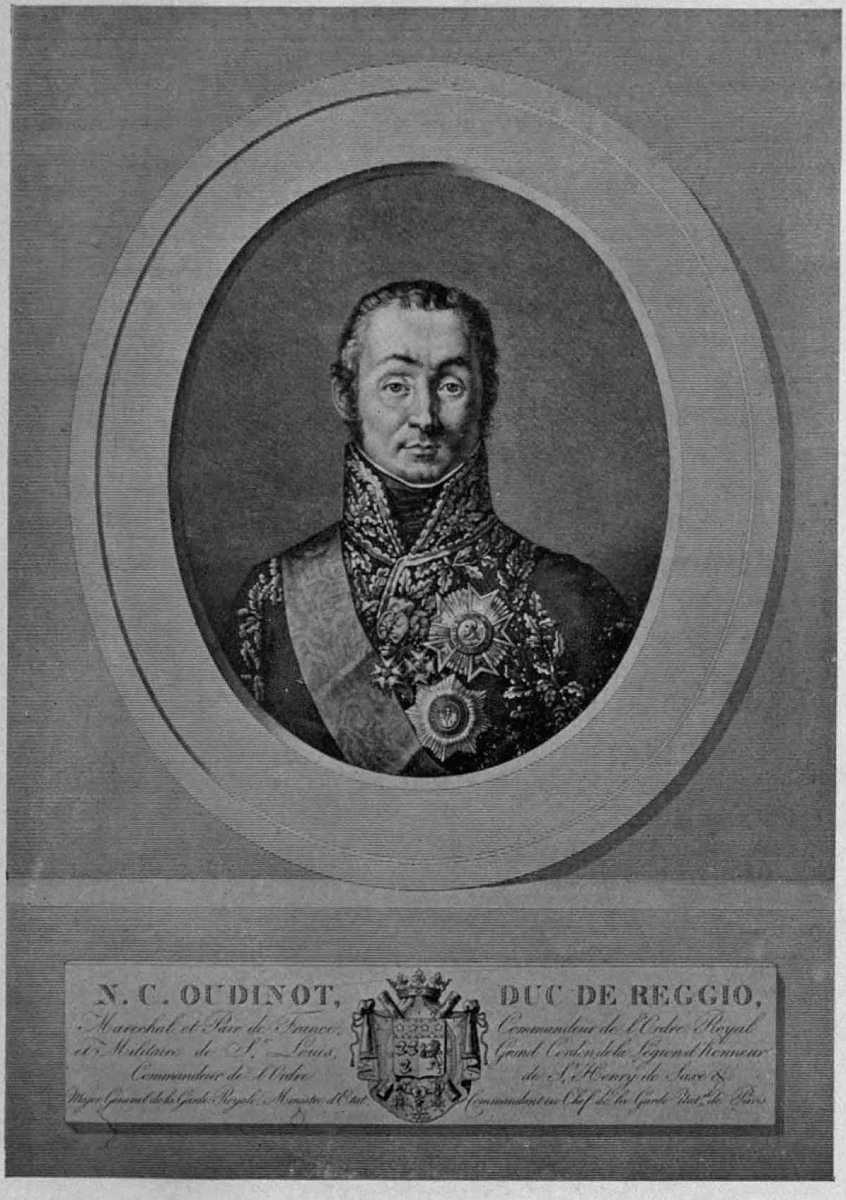 N. C. OUDINOT, DUC DE REGGIO,
Maréchal et Pair de France, Commandeur de l'Ordre Royal
et Militaire de St. Louis, Grand Cordon de la Légion d'honneur
Commandeur de l'Ordre de St. Henry de Saxe &
Major Général de la Garde Royale, Ministre d'Etat Commandant en Chef de la Garde Natle. de Paris